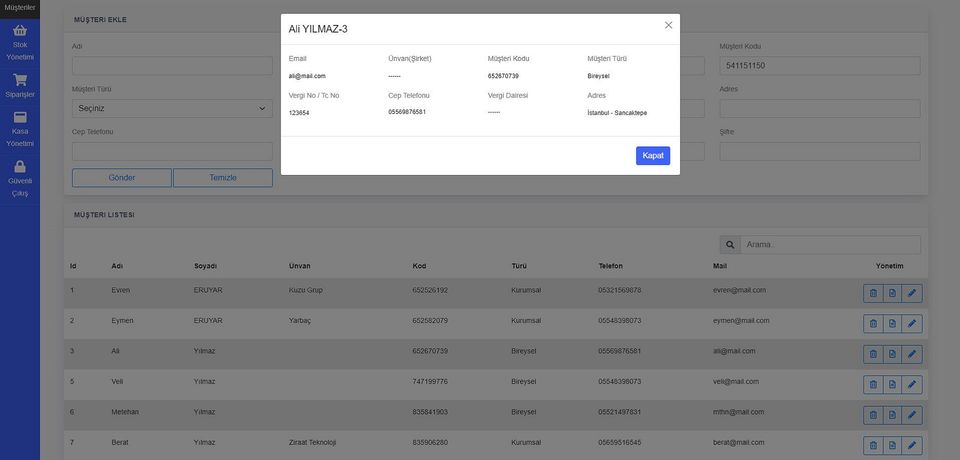 Müşteriler
Stok
Yönetimi
Siparişler
Kasa
Yönetimi
Güvenli
Çıkış
MÜŞTERİ EKLE
Adı
Müşteri Kodu
541151150
Müşteri Türü
Seçiniz
Adres
Cep Telefonu
Şifre
Gönder Temizle
Ali YILMAZ-3
Email Ünvan(Şirket) Müşteri Kodu Müşteri Türü
ali@mail.com ------ 652670739 Bireysel
Vergi No / Tc No Cep Telefonu Vergi Dairesi Adres
123654 05569876581 ------ İstanbul - Sancaktepe
Kapat
MÜŞTERİ LİSTESİ
Arama..
Id Adı Soyadı Ünvan Kod Türü Telefon Mail Yönetim
1 Evren ERUYAR Kuzu Grup 652526192 Kurumsal 05321569878 evren@mail.com
2 Eymen ERUYAR Yarbaç 652582079 Kurumsal 05548398073 eymen@mail.com
3 Ali Yılmaz 652670739 Bireysel 05569876581 ali@mail.com
5 Veli Yılmaz 747199776 Bireysel 05548398073 veli@mail.com
6 Metehan Yılmaz 835841903 Bireysel 05521497831 mthn@mail.com
7 Berat Yılmaz Ziraat Teknoloji 835906280 Kurumsal 05659516545 berat@mail.com